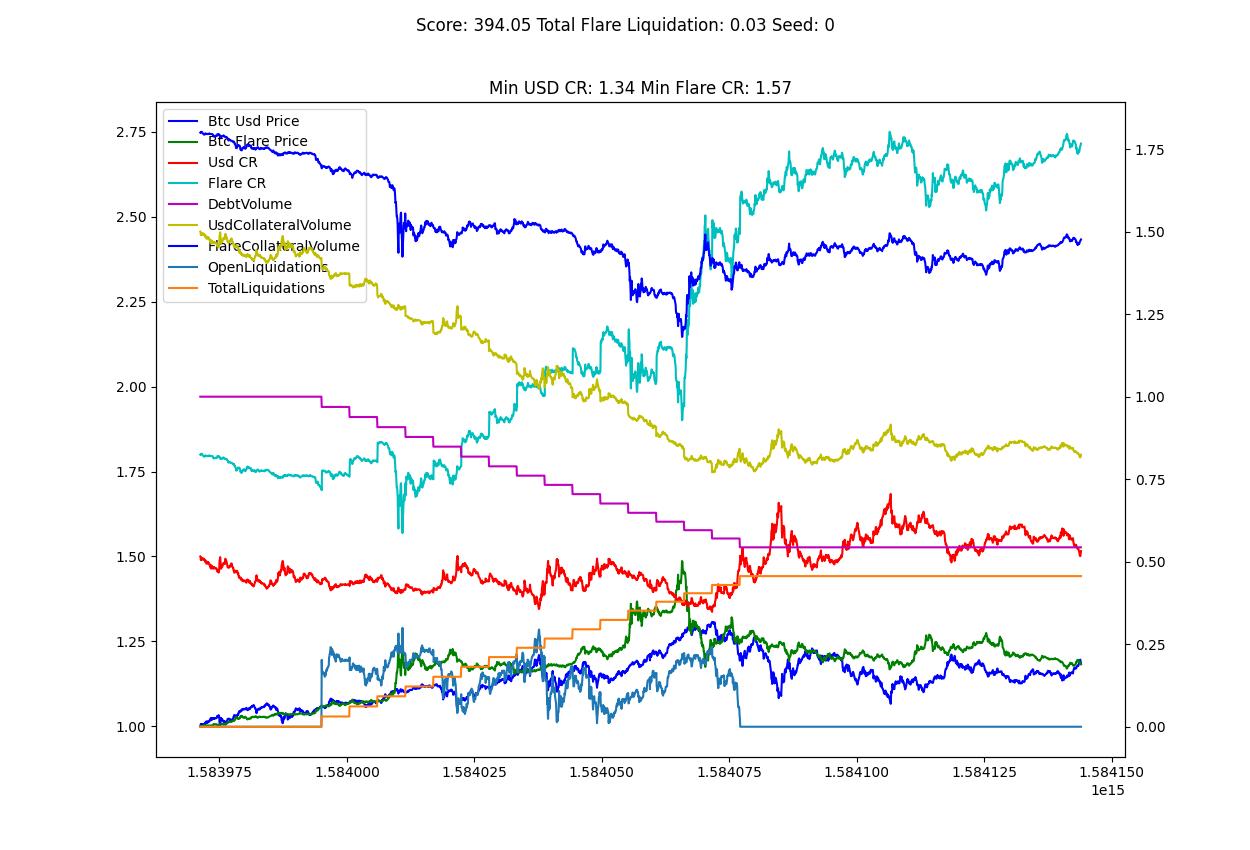 Score: 394.05 Total Flare Liquidation: 0.03 Seed: 0
Min USD CR: 1.34 Min Flare CR: 1.57
Btc Usd Price
Btc Flare Price
Usd CR
Flare CR
DebtVolume
UsdCollateralVolume
FlareCollateralVolume
OpenLiquidations
TotalLiquidations
2.75
2.50
2.25
2.00
1.75
1.50
1.25
1.00
1.75
1.50
1.25
1.00
0.75
0.50
0.25
0.00
1.583975
1.584000
1.584025
1.584050
1.584075
1.584100
1.584125
1.584150
1e15